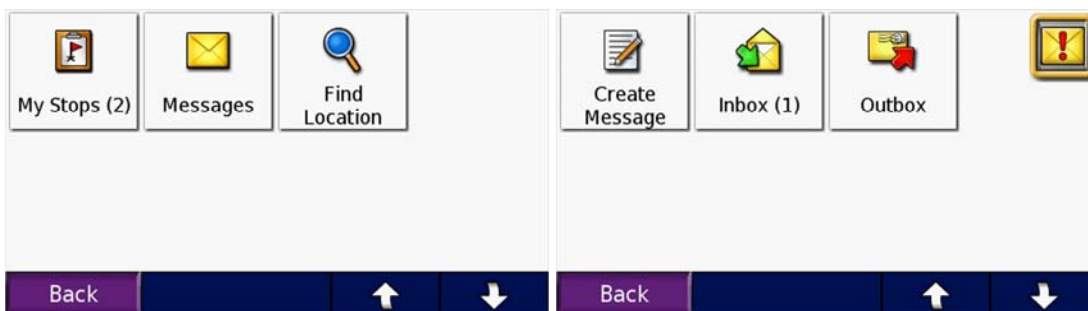 My Stops (2)
Messages
Find
Location
Back
Create
Message
Inbox (1)
Outbox
Back